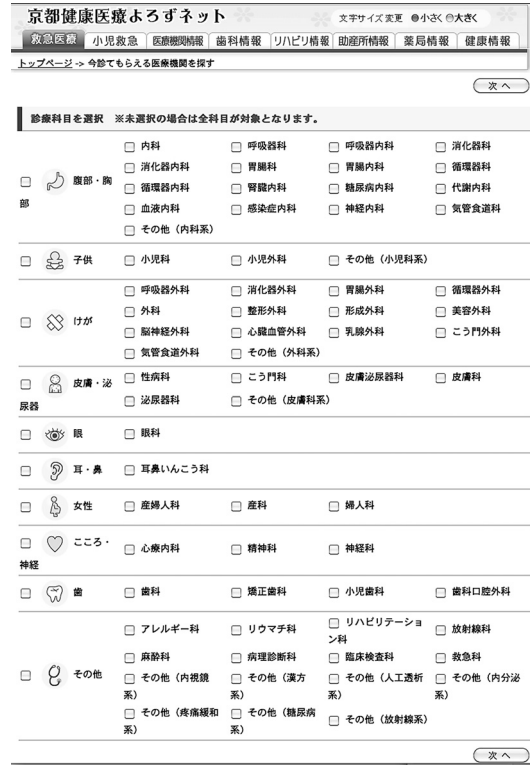 京都健康医療よろずネット
文字サイズ変更 小さく 大きく
救急医療 小児救急 医療機関情報 歯科情報 リハビリ情報 助産所情報 薬局情報 健康情報
トップページ -> 今診てもらえる医療機関を探す
次へ
診療科目を選択 ※未選択の場合は全科目が対象となります。
内科 呼吸器科 呼吸器内科 消化器科
消化器内科 胃腸科 胃腸内科 循環器科
腹部・胸部
循環器内科 腎臓内科 糖尿病内科 代謝内科
血液内科 感染症内科 神経内科 気管食道科
その他（内科系）
子供 小児科 小児外科 その他（小児科系）
呼吸器外科 消化器外科 胃腸外科 循環器外科
外科 整形外科 形成外科 美容外科
けが
脳神経外科 心臓血管外科 乳腺外科 こう門外科
気管食道外科 その他（外科系）
皮膚・泌尿器
性病科 こう門科 皮膚泌尿器科 皮膚科
泌尿器科 その他（皮膚科系）
眼 眼科
耳・鼻 耳鼻いんこう科
女性 産婦人科 産科 婦人科
こころ・神経
心療内科 精神科 神経科
歯 歯科 矯正歯科 小児歯科 歯科口腔外科
アレルギー科 リウマチ科 リハビリテーション科 放射線科
麻酔科 病理診断科 臨床検査科 救急科
その他
その他（内視鏡系） その他（漢方系） その他（人工透析系） その他（内分泌系）
その他（疼痛緩和系） その他（糖尿病系） その他（放射線系）
次へ